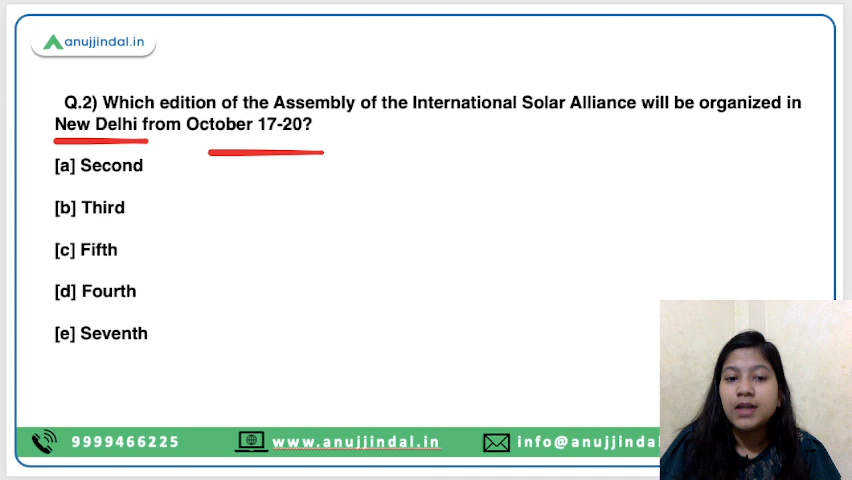 anujjindal.in
Q.2) Which edition of the Assembly of the International Solar Alliance will be organized in
New Delhi from October 17-20?
[a] Second
[b] Third
[c] Fifth
[d] Fourth
[e] Seventh
9999466225 www.anujjindal.in info@anujjindal